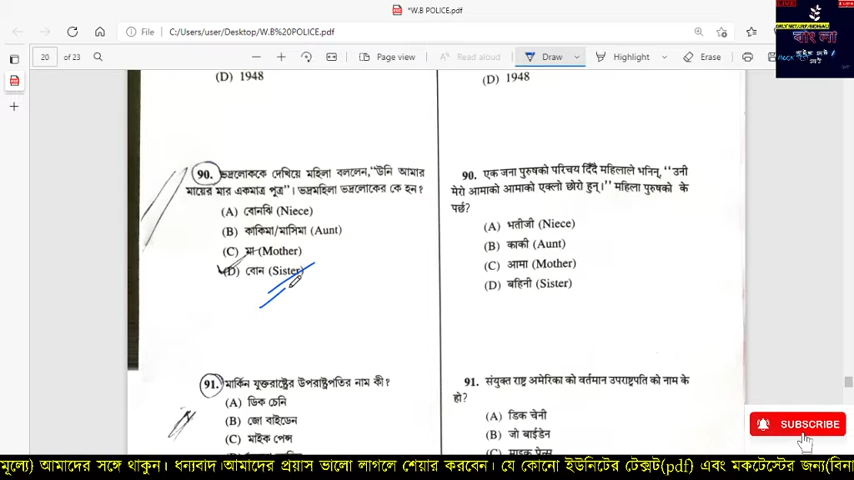 *W.B POLICE.pdf
File
C:/Users/user/Desktop/W.B%20POLICE.pdf
20 of 23
Page view
Read aloud
Draw
Highlight
Erase
LIVE
বাংলা
(D) 1948
90. ভদ্রলোককে দেখিয়ে মহিলা বললেন,"উনি আমার
মায়ের মার একমাত্র পুত্র"। ভদ্রমহিলা ভদ্রলোকের কে হন?
(A) বোনঝি (Niece)
(B) কাকিমা/মাসিমা (Aunt)
(C) মা (Mother)
(D) বোন (Sister)
91. মার্কিন যুক্তরাষ্ট্রের উপরাষ্ট্রপতির নাম কী?
(A) ডিক চেনি
(B) জো বাইডেন
(C) মাইক পেন্স
(D) 1948
90. एक जना पुरुषको परिचय दिँदै महिलाले भनिन्, "उनी
मेरो आमाको आमाको एक्लो छोरो हुन्।" महिला पुरुषको के
पर्छ?
(A) भतीजी (Niece)
(B) काकी (Aunt)
(C) आमा (Mother)
(D) बहिनी (Sister)
91. संयुक्त राष्ट्र अमेरिका को वर्तमान उपराष्ट्रपति को नाम के
हो?
(A) डिक चेनी
(B) जो बाईडेन
(C) माइक पेन्स
SUBSCRIBE
মূল্যে) আমাদের সঙ্গে থাকুন। ধন্যবাদ।আমাদের প্রয়াস ভালো লাগলে শেয়ার করবেন। যে কোনো ইউনিটের টেক্সট(pdf) এবং মকটেস্টের জন্য(বিনা